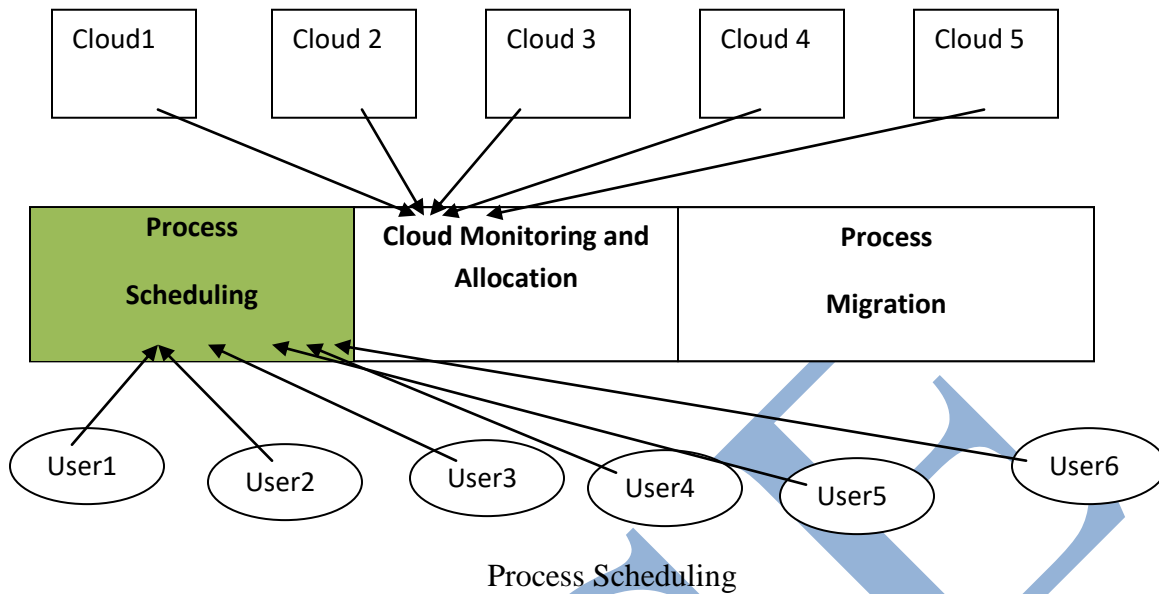 Cloud1
Cloud 2
Cloud 3
Cloud 4
Cloud 5
Process
Scheduling
Cloud Monitoring and
Allocation
Process
Migration
User1
User2
User3
User4
User5
User6
Process Scheduling